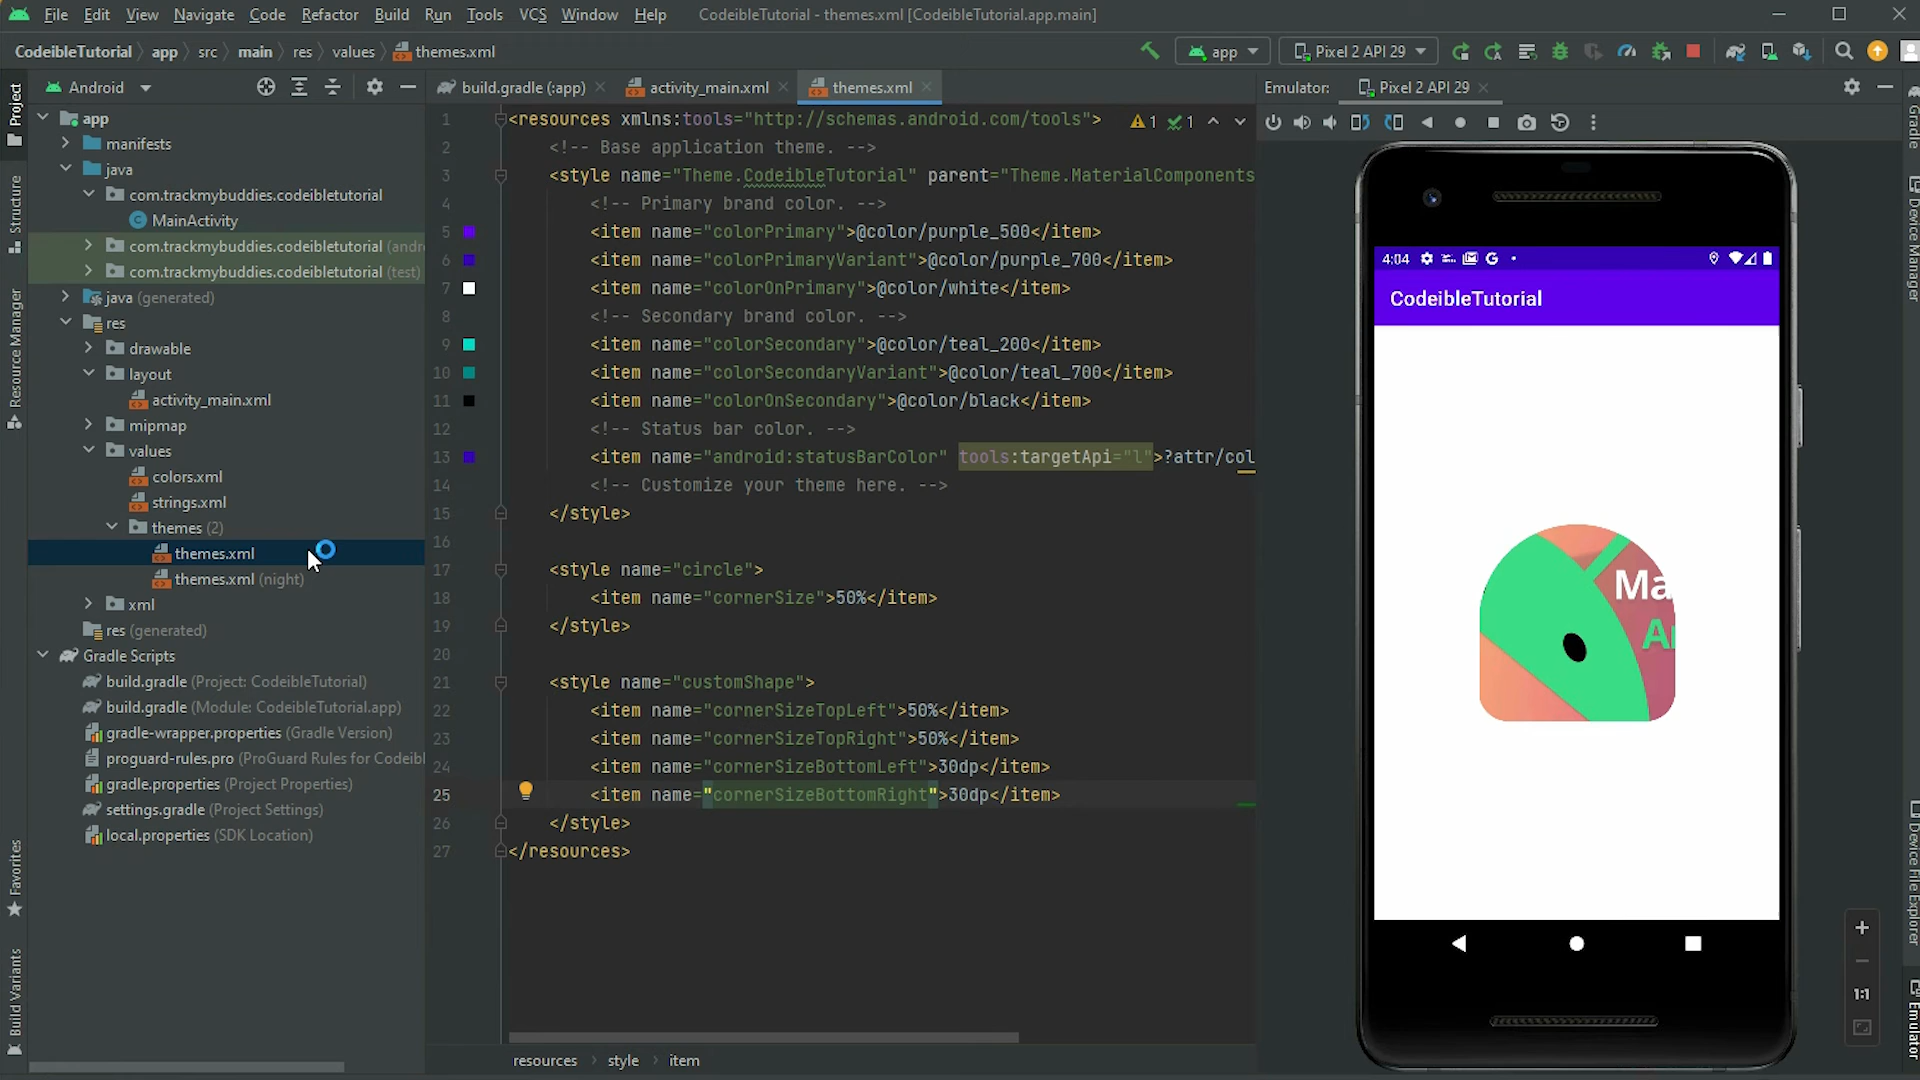 File Edit View Navigate Code Refactor Build Run Tools VCS Window Help CodeibleTutorial - themes.xml [CodeibleTutorial.app.main]
CodeibleTutorial app src main res values themes.xml app Pixel 2 API 29
Project
Structure
Resource Manager
Favorites
Build Variants
Android
app
manifests
java
com.trackmybuddies.codeibletutorial
MainActivity
com.trackmybuddies.codeibletutorial (andr
com.trackmybuddies.codeibletutorial (test)
java (generated)
res
drawable
layout
activity_main.xml
mipmap
values
colors.xml
strings.xml
themes (2)
themes.xml
themes.xml (night)
xml
res (generated)
Gradle Scripts
build.gradle (Project: CodeibleTutorial)
build.gradle (Module: CodeibleTutorial.app)
gradle-wrapper.properties (Gradle Version)
proguard-rules.pro (ProGuard Rules for Codeibl
gradle.properties (Project Properties)
settings.gradle (Project Settings)
local.properties (SDK Location)
build.gradle (:app) activity_main.xml themes.xml
1 <resources xmlns:tools="http://schemas.android.com/tools"> 1 1
2 <!-- Base application theme. -->
3 <style name="Theme.CodeibleTutorial" parent="Theme.MaterialComponents
4 <!-- Primary brand color. -->
5 <item name="colorPrimary">@color/purple_500</item>
6 <item name="colorPrimaryVariant">@color/purple_700</item>
7 <item name="colorOnPrimary">@color/white</item>
8 <!-- Secondary brand color. -->
9 <item name="colorSecondary">@color/teal_200</item>
10 <item name="colorSecondaryVariant">@color/teal_700</item>
11 <item name="colorOnSecondary">@color/black</item>
12 <!-- Status bar color. -->
13 <item name="android:statusBarColor" tools:targetApi="l">?attr/col
14 <!-- Customize your theme here. -->
15 </style>
16
17 <style name="circle">
18 <item name="cornerSize">50%</item>
19 </style>
20
21 <style name="customShape">
22 <item name="cornerSizeTopLeft">50%</item>
23 <item name="cornerSizeTopRight">50%</item>
24 <item name="cornerSizeBottomLeft">30dp</item>
25 <item name="cornerSizeBottomRight">30dp</item>
26 </style>
27 </resources>
resources style item
Emulator: Pixel 2 API 29
4:04 G
CodeibleTutorial
Ma
1:1
Gradle
Device Manager
Device File Explorer
Emulator